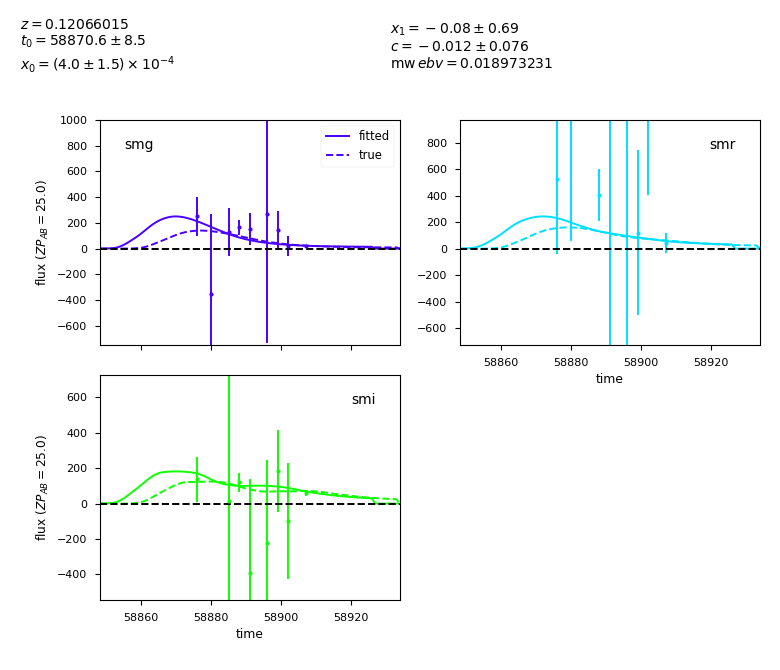 z = 0.12066015
t0 = 58870.6 ± 8.5
x0 = (4.0 ± 1.5) × 10^-4
x1 = −0.08 ± 0.69
c = −0.012 ± 0.076
mw ebv = 0.018973231
1000
800
600
400
200
0
−200
−400
−600
flux (ZP_AB = 25.0)
smg
fitted
true
800
600
400
200
0
−200
−400
−600
smr
58860 58880 58900 58920
time
600
400
200
0
−200
−400
flux (ZP_AB = 25.0)
smi
58860 58880 58900 58920
time